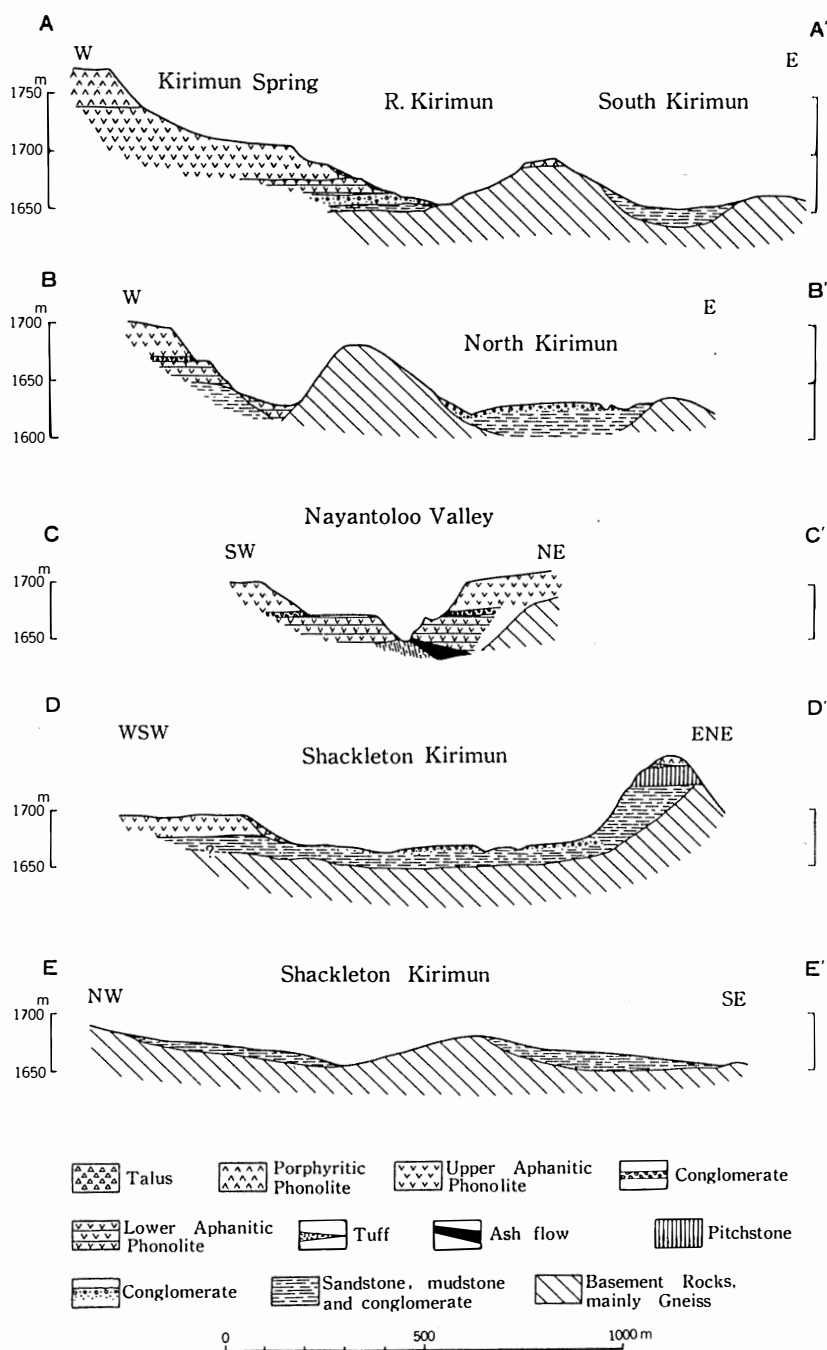 A A′
W E
Kirimun Spring R. Kirimun South Kirimun
m
1750
1700
1650
B B′
W E
m
North Kirimun
1700
1650
1600
Nayantoloo Valley
C C′
SW NE
m
1700
1650
D D′
WSW ENE
Shackleton Kirimun
m
1700
?
1650
E E′
Shackleton Kirimun
NW SE
m
1700
1650
Talus
Porphyritic
Phonolite
Upper Aphanitic
Phonolite
Conglomerate
Lower Aphanitic
Phonolite
Tuff
Ash flow
Pitchstone
Conglomerate
Sandstone, mudstone
and conglomerate
Basement Rocks,
mainly Gneiss
0 500 1000 m